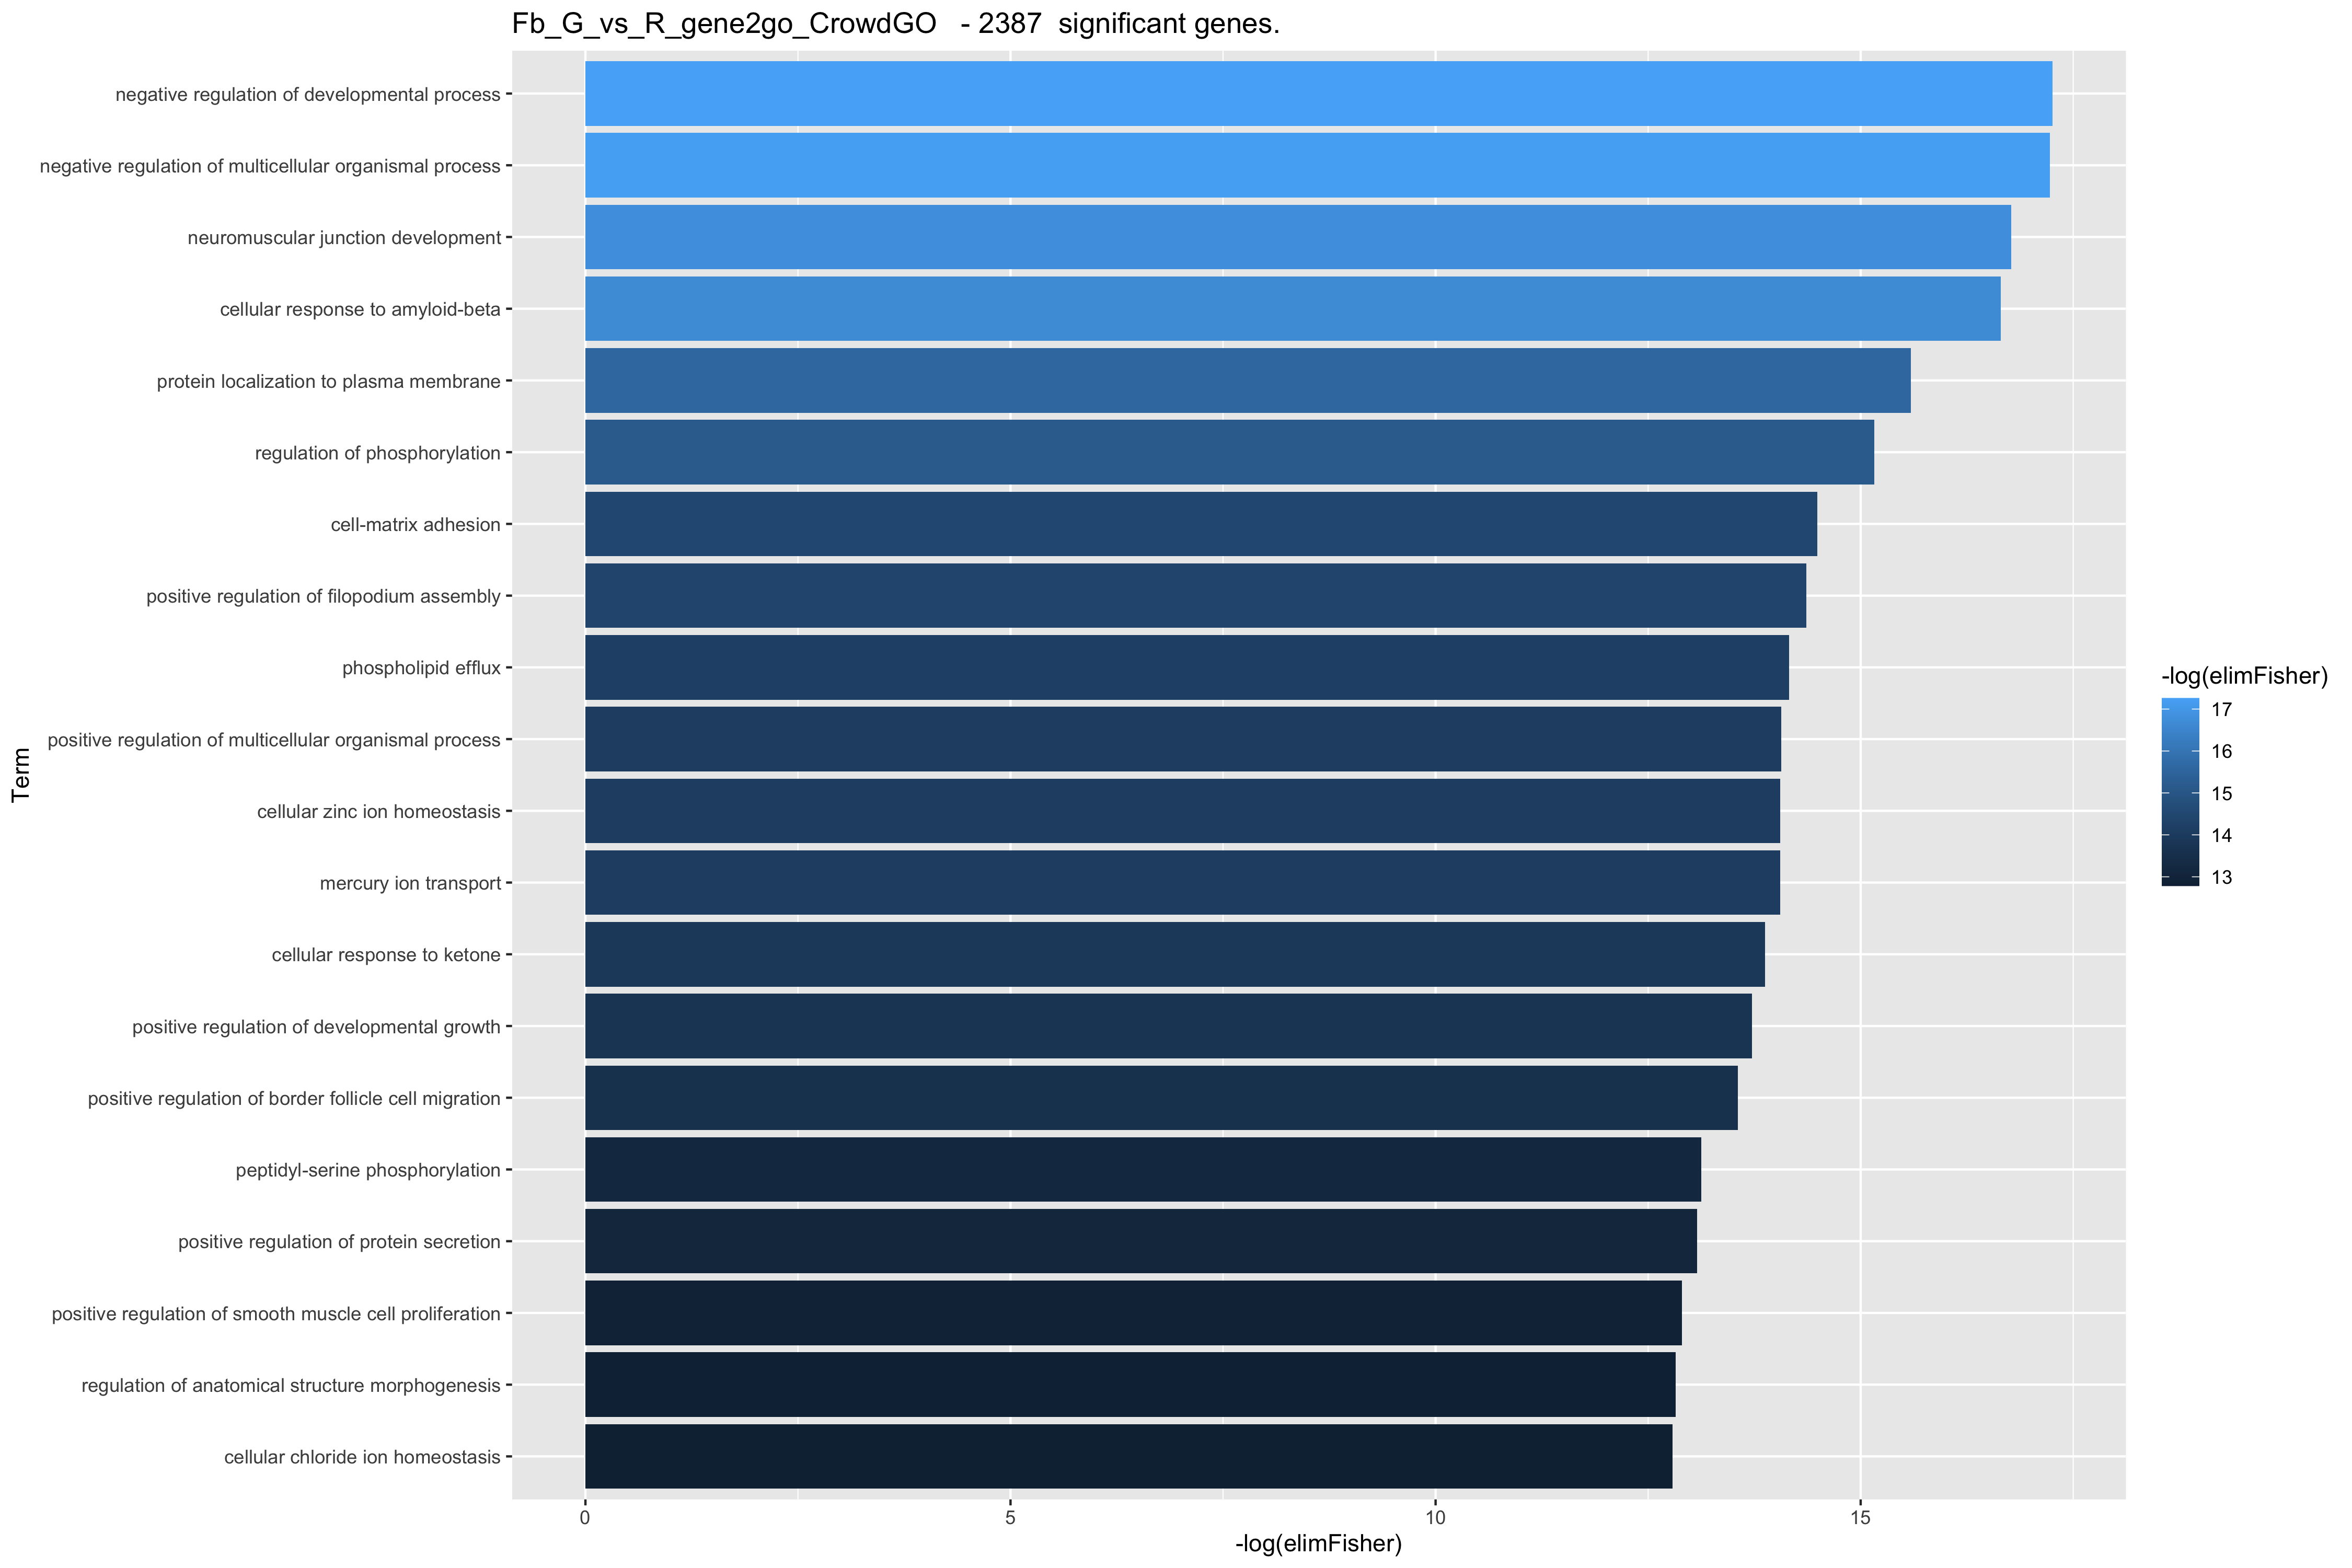 Fb_G_vs_R_gene2go_CrowdGO   - 2387  significant genes.
Term
negative regulation of developmental process
negative regulation of multicellular organismal process
neuromuscular junction development
cellular response to amyloid-beta
protein localization to plasma membrane
regulation of phosphorylation
cell-matrix adhesion
positive regulation of filopodium assembly
phospholipid efflux
positive regulation of multicellular organismal process
cellular zinc ion homeostasis
mercury ion transport
cellular response to ketone
positive regulation of developmental growth
positive regulation of border follicle cell migration
peptidyl-serine phosphorylation
positive regulation of protein secretion
positive regulation of smooth muscle cell proliferation
regulation of anatomical structure morphogenesis
cellular chloride ion homeostasis
0 5 10 15
-log(elimFisher)
-log(elimFisher)
17
16
15
14
13